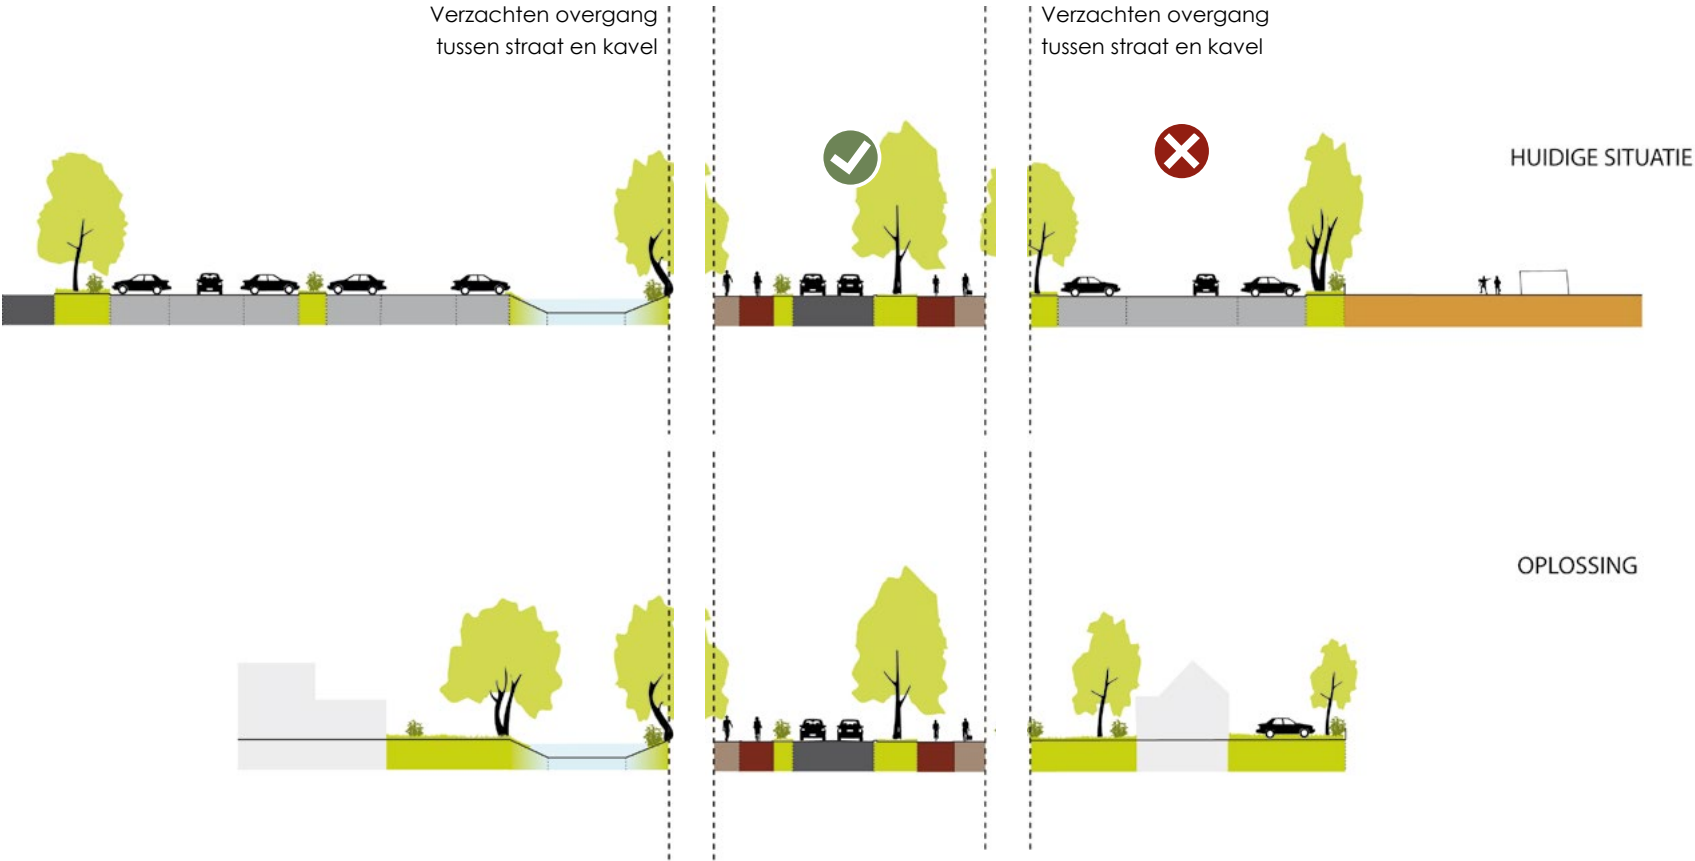 Verzachten overgang
tussen straat en kavel
Verzachten overgang
tussen straat en kavel
HUIDIGE SITUATIE
OPLOSSING